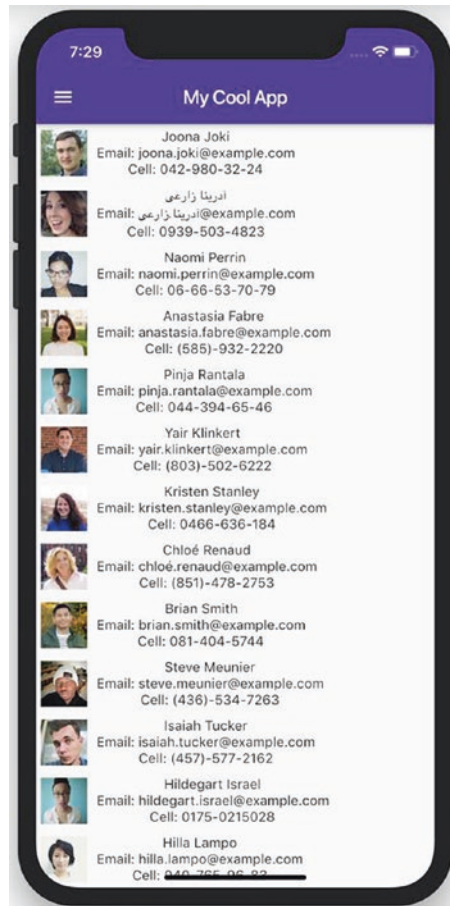 7:29
My Cool App
Joona Joki
Email: joona.joki@example.com
Cell: 042-980-32-24
آدرینا زارعی
Email: آدرینا.زارعی@example.com
Cell: 0939-503-4823
Naomi Perrin
Email: naomi.perrin@example.com
Cell: 06-66-53-70-79
Anastasia Fabre
Email: anastasia.fabre@example.com
Cell: (585)-932-2220
Pinja Rantala
Email: pinja.rantala@example.com
Cell: 044-394-65-46
Yair Klinkert
Email: yair.klinkert@example.com
Cell: (803)-502-6222
Kristen Stanley
Email: kristen.stanley@example.com
Cell: 0466-636-184
Chloé Renaud
Email: chloé.renaud@example.com
Cell: (851)-478-2753
Brian Smith
Email: brian.smith@example.com
Cell: 081-404-5744
Steve Meunier
Email: steve.meunier@example.com
Cell: (436)-534-7263
Isaiah Tucker
Email: isaiah.tucker@example.com
Cell: (457)-577-2162
Hildegart Israel
Email: hildegart.israel@example.com
Cell: 0175-0215028
Hilla Lampo
Email: hilla.lampo@example.com
Cell: